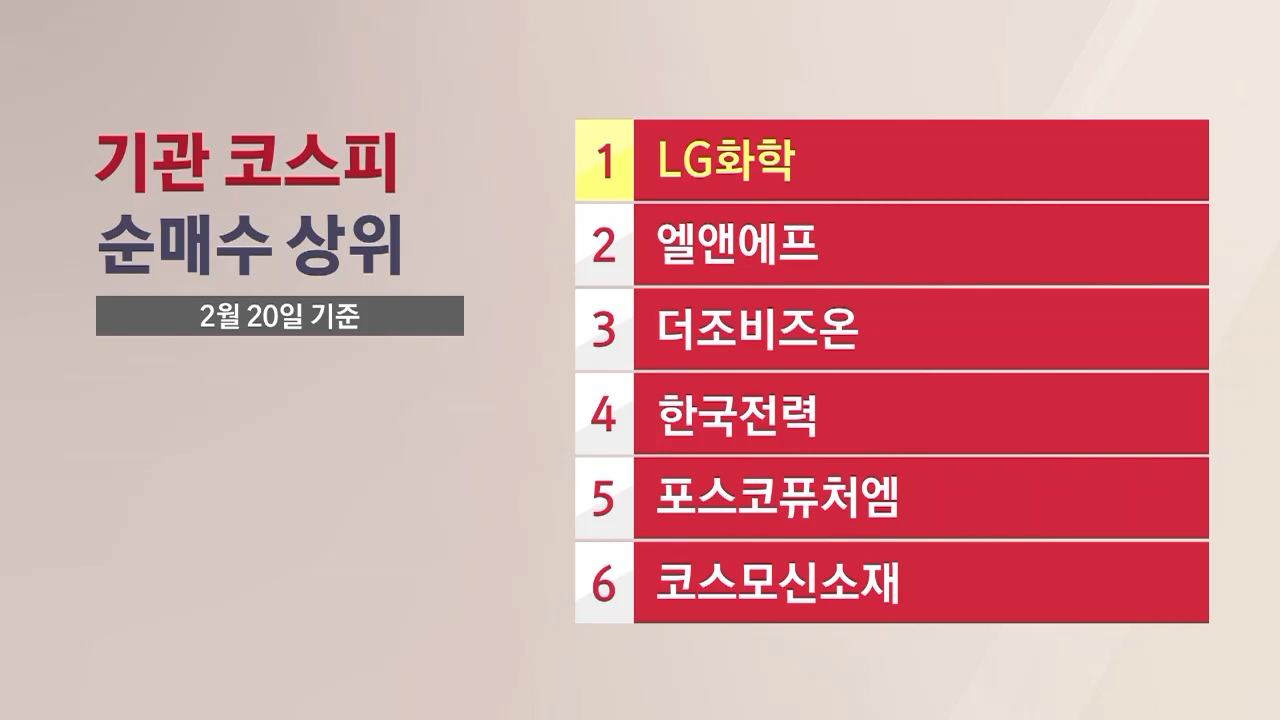 기관 코스피
순매수 상위
2월 20일 기준
1 LG화학
2 엘앤에프
3 더조비즈온
4 한국전력
5 포스코퓨처엠
6 코스모신소재